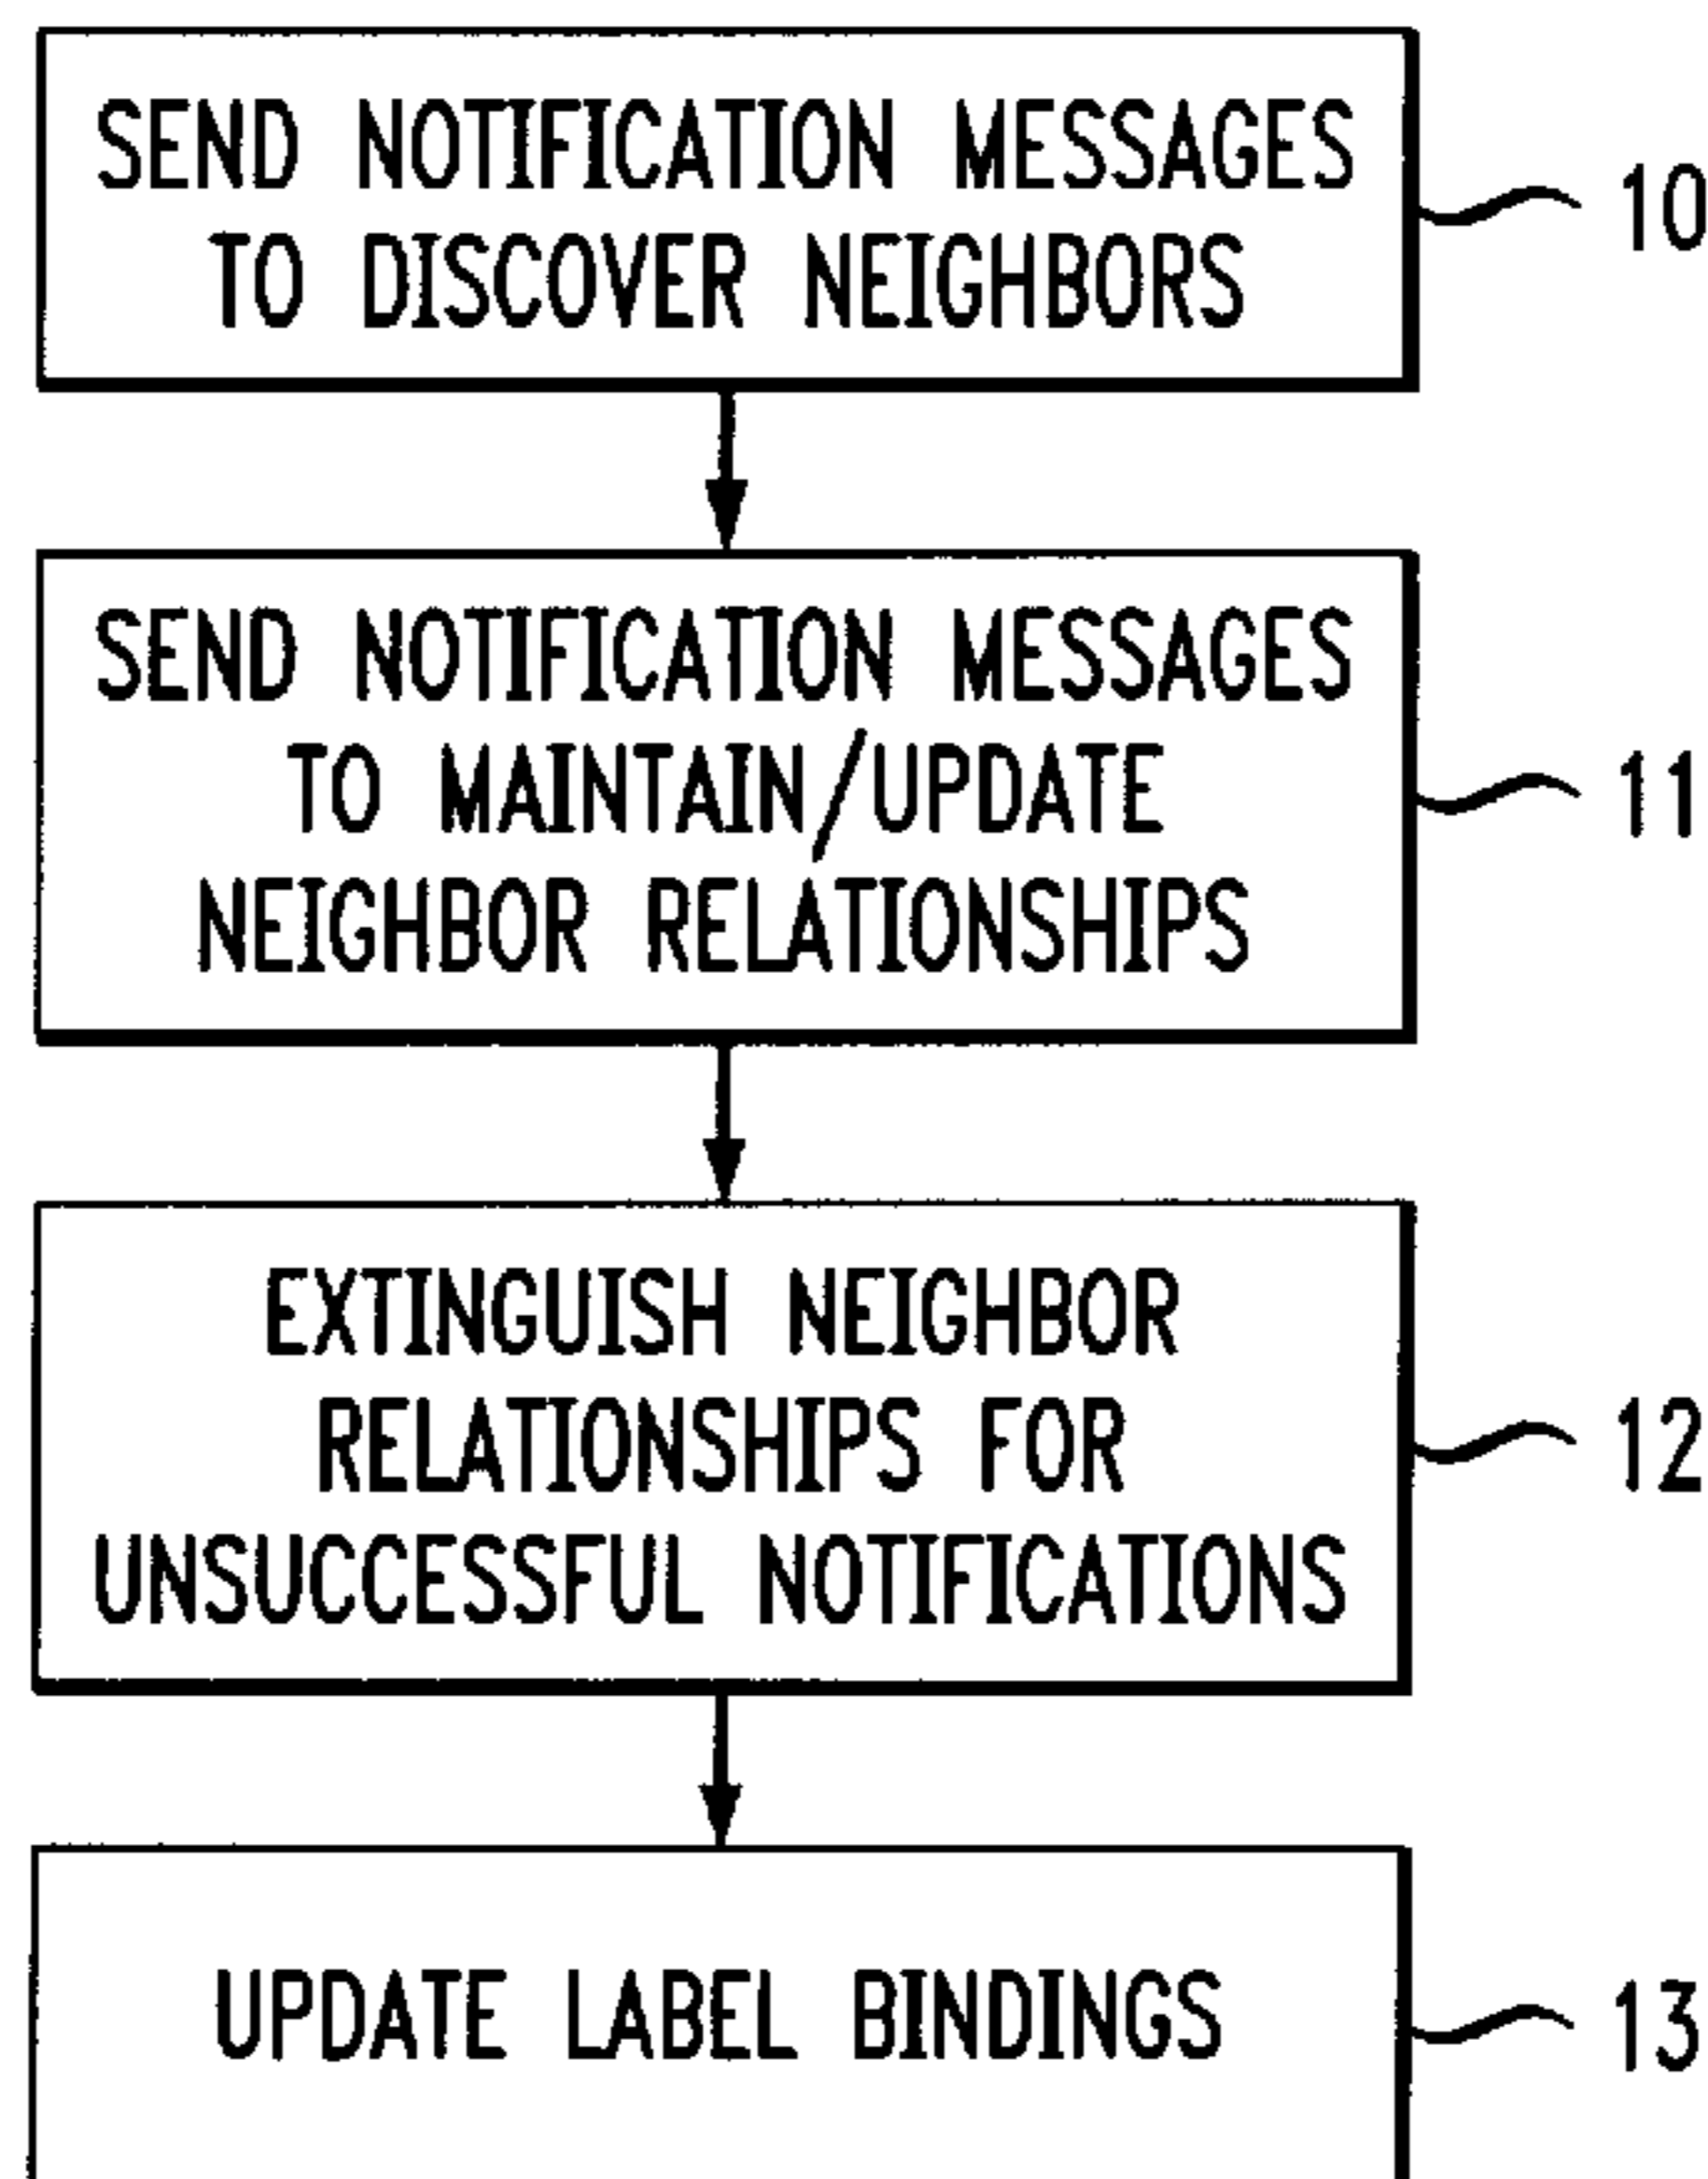 SEND NOTIFICATION MESSAGES
TO DISCOVER NEIGHBORS
10
SEND NOTIFICATION MESSAGES
TO MAINTAIN/UPDATE
NEIGHBOR RELATIONSHIPS
11
EXTINGUISH NEIGHBOR
RELATIONSHIPS FOR
UNSUCCESSFUL NOTIFICATIONS
12
UPDATE LABEL BINDINGS
13